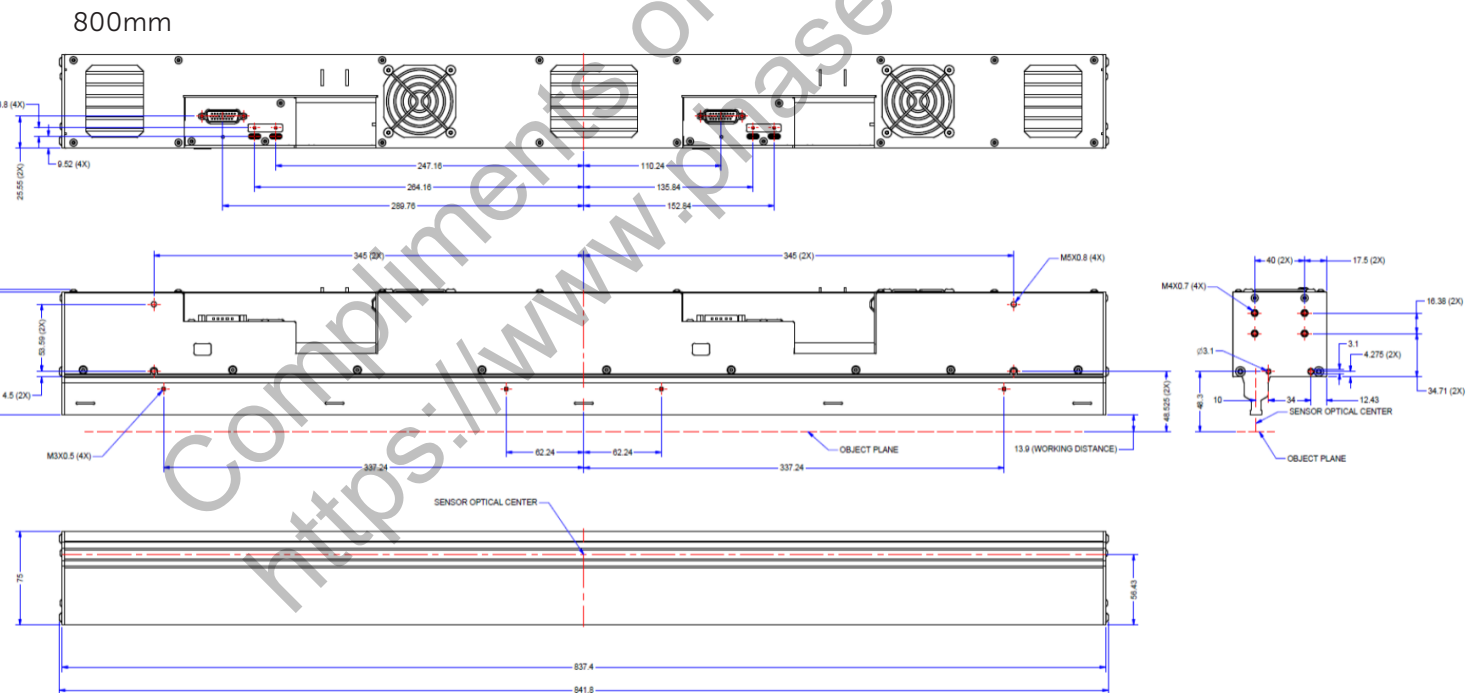 800mm
9.52 (4X)
25.55 (2X)
247.16
110.24
264.16
135.84
289.76
152.84
345 (2X)
345 (2X)
M5X0.8 (4X)
53.59 (2X)
4.5 (2X)
M3X0.5 (4X)
62.24
62.24
337.24
337.24
OBJECT PLANE
13.9 (WORKING DISTANCE)
48.525 (2X)
40 (2X)
17.5 (2X)
M4X0.7 (4X)
16.38 (2X)
Ø3.1
3.1
4.275 (2X)
34.71 (2X)
48.3
10
34
12.43
SENSOR OPTICAL CENTER
OBJECT PLANE
SENSOR OPTICAL CENTER
75
56.43
837.4
841.8
Compliments o
https://www.phase